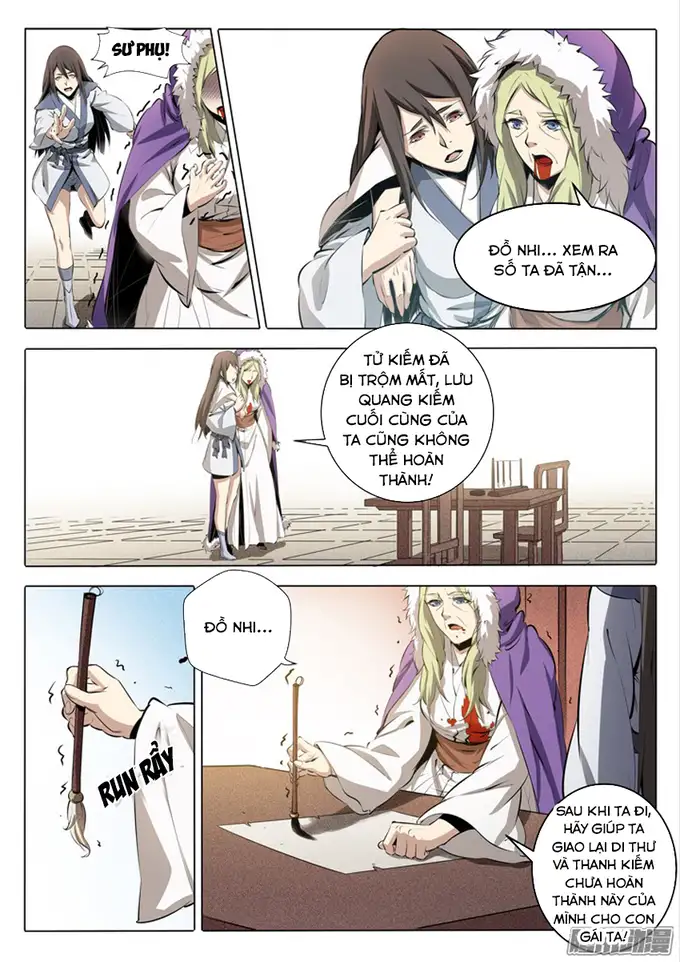 SƯ PHỤ!
ĐỒ NHI... XEM RA
SỐ TA ĐÃ TẬN...
TỬ KIẾM ĐÃ
BỊ TRỘM MẤT, LƯU
QUANG KIẾM
CUỐI CÙNG CỦA
TA CŨNG KHÔNG
THỂ HOÀN
THÀNH!
ĐỒ NHI...
RUN RẨY
SAU KHI TA ĐI,
HÃY GIÚP TA
GIAO LẠI DI THƯ
VÀ THANH KIẾM
CHƯA HOÀN
THÀNH NÀY CỦA
MÌNH CHO CON
GÁI TA!